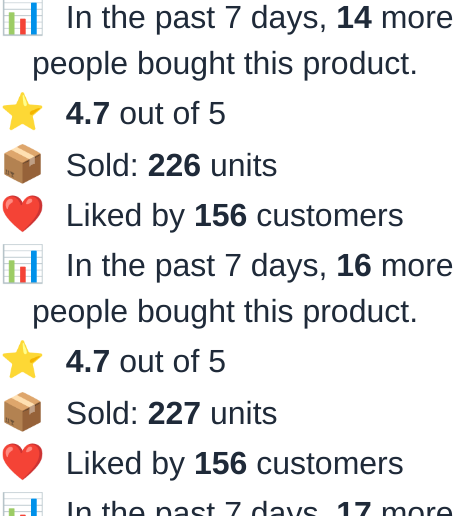 In the past 7 days, 14 more
people bought this product.
4.7 out of 5
Sold: 226 units
Liked by 156 customers
In the past 7 days, 16 more
people bought this product.
4.7 out of 5
Sold: 227 units
Liked by 156 customers
In the past 7 days, 17 more